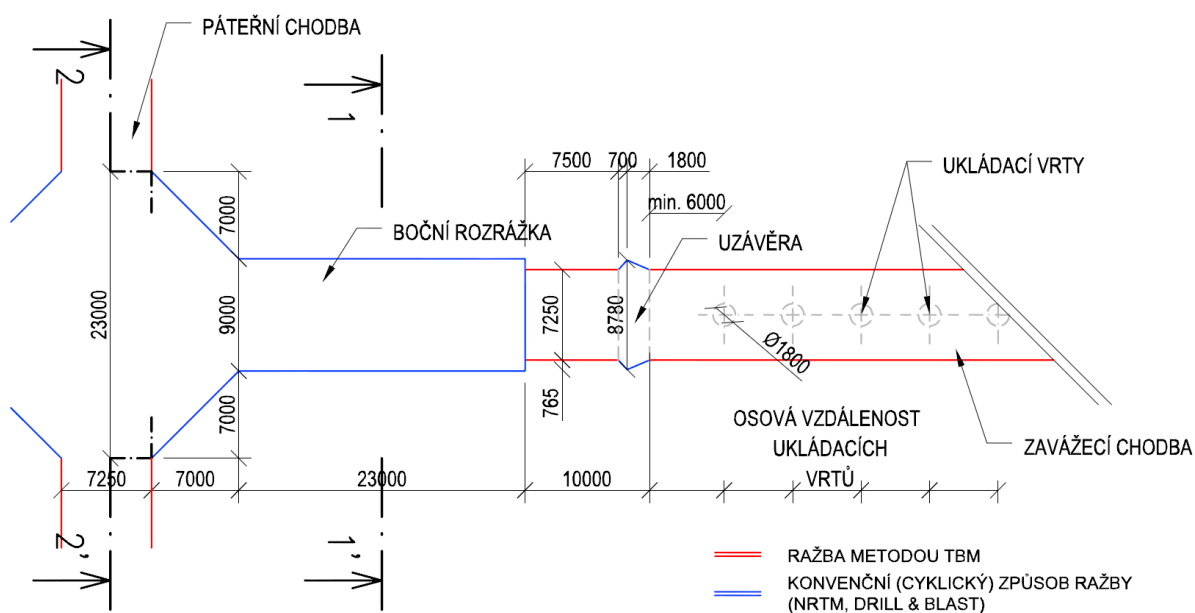 PÁTEŘNÍ CHODBA
2
1
7500
700
1800
UKLÁDACÍ VRTY
min. 6000
7000
BOČNÍ ROZRÁŽKA
UZÁVĚRA
23000
9000
7250
8780
Ø1800
765
7000
OSOVÁ VZDÁLENOST
UKLÁDACÍCH
VRTŮ
ZAVÁŽECÍ CHODBA
7250
7000
23000
10000
2'
1'
RAŽBA METODOU TBM
KONVENČNÍ (CYKLICKÝ) ZPŮSOB RAŽBY
(NRTM, DRILL & BLAST)